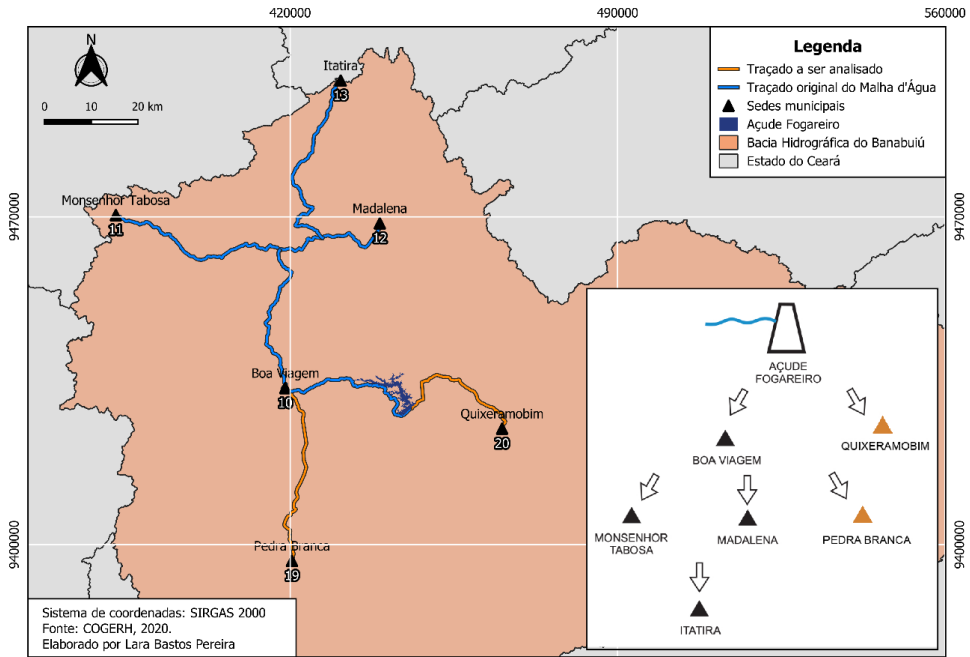 420000
490000
560000
N
0 10 20 km
Legenda
Traçado a ser analisado
Traçado original do Malha d'Água
Sedes municipais
Açude Fogareiro
Bacia Hidrográfica do Banabuiú
Estado do Ceará
Itatira
13
Monsenhor Tabosa
11
Madalena
12
9470000
9470000
Boa Viagem
10
Quixeramobim
20
Pedra Branca
19
9400000
9400000
AÇUDE
FOGAREIRO
BOA VIAGEM
QUIXERAMOBIM
MONSENHOR
TABOSA
MADALENA
PEDRA BRANCA
ITATIRA
Sistema de coordenadas: SIRGAS 2000
Fonte: COGERH, 2020.
Elaborado por Lara Bastos Pereira